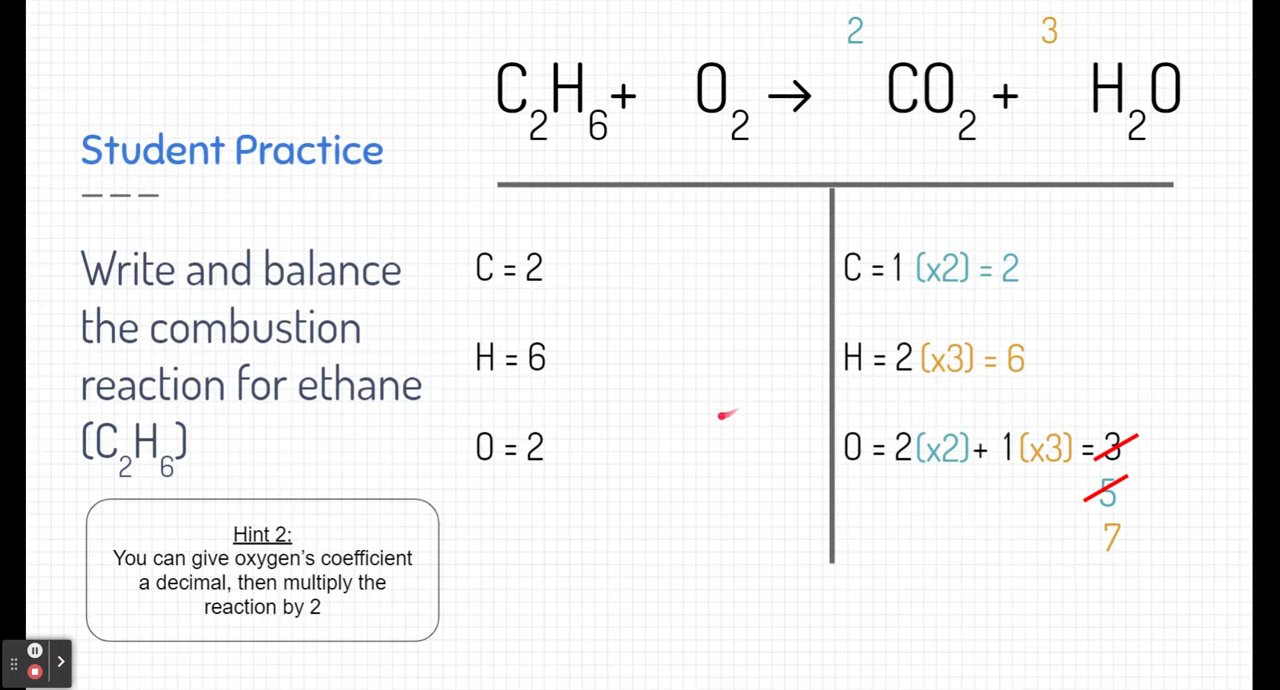 2 3
C₂H₆ + O₂ → CO₂ + H₂O
Student Practice
Write and balance
the combustion
reaction for ethane
(C₂H₆)
C = 2
H = 6
O = 2
C = 1 (x2) = 2
H = 2 (x3) = 6
O = 2(x2) + 1 (x3) = 3
5
7
Hint 2:
You can give oxygen's coefficient
a decimal, then multiply the
reaction by 2